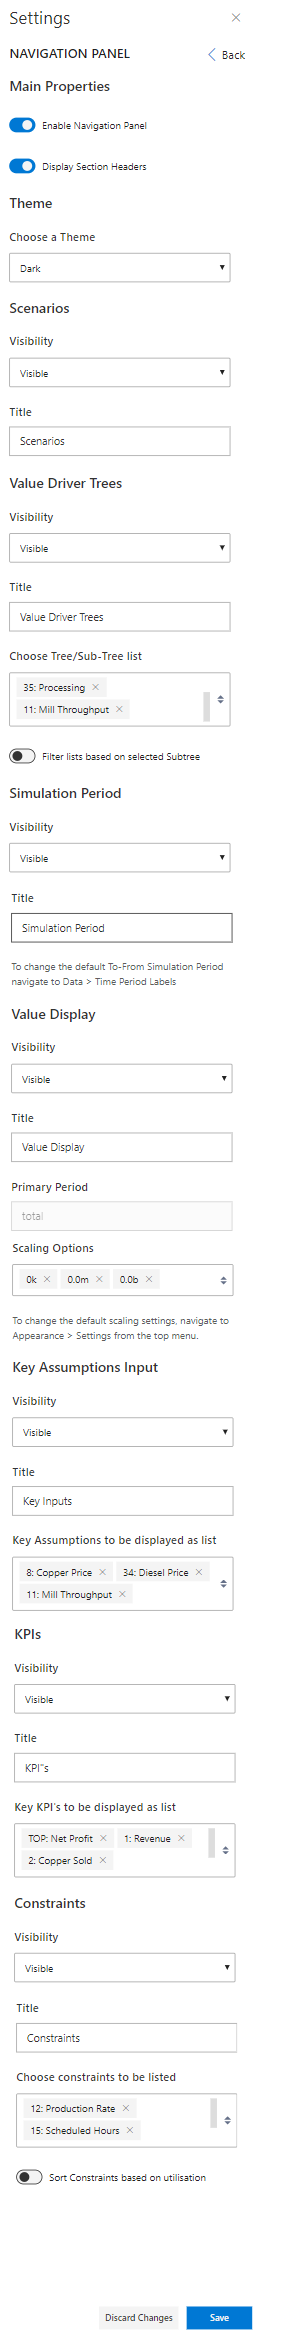 Settings
NAVIGATION PANEL
Back
Main Properties
Enable Navigation Panel
Display Section Headers
Theme
Choose a Theme
Dark
Scenarios
Visibility
Visible
Title
Scenarios
Value Driver Trees
Visibility
Visible
Title
Value Driver Trees
Choose Tree/Sub-Tree list
35: Processing
11: Mill Throughput
Filter lists based on selected Subtree
Simulation Period
Visibility
Visible
Title
Simulation Period
To change the default To-From Simulation Period
navigate to Data > Time Period Labels
Value Display
Visibility
Visible
Title
Value Display
Primary Period
total
Scaling Options
0k 0.0m 0.0b
To change the default scaling settings, navigate to
Appearance > Settings from the top menu.
Key Assumptions Input
Visibility
Visible
Title
Key Inputs
Key Assumptions to be displayed as list
8: Copper Price 34: Diesel Price
11: Mill Throughput
KPIs
Visibility
Visible
Title
KPI"s
Key KPI's to be displayed as list
TOP: Net Profit 1: Revenue
2: Copper Sold
Constraints
Visibility
Visible
Title
Constraints
Choose constraints to be listed
12: Production Rate
15: Scheduled Hours
Sort Constraints based on utilisation
Discard Changes
Save